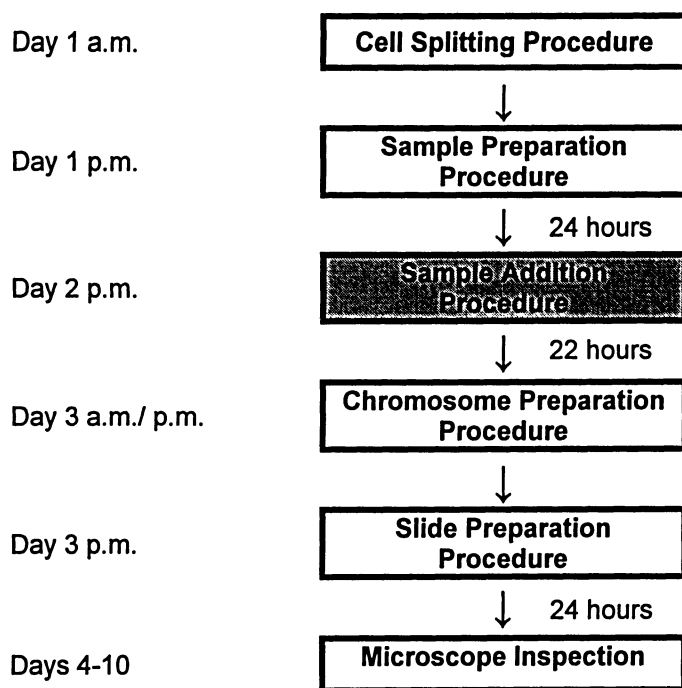 Day 1 a.m.
Cell Splitting Procedure
Day 1 p.m.
Sample Preparation
Procedure
24 hours
Day 2 p.m.
Sample Addition
Procedure
22 hours
Day 3 a.m./ p.m.
Chromosome Preparation
Procedure
Day 3 p.m.
Slide Preparation
Procedure
24 hours
Days 4-10
Microscope Inspection